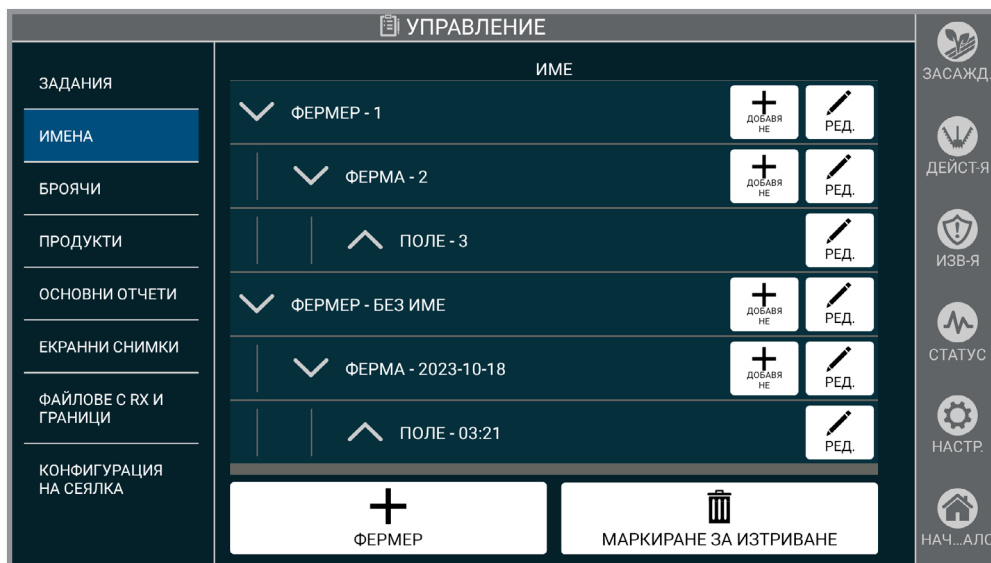 УПРАВЛЕНИЕ
ЗАДАНИЯ
ИМЕНА
БРОЯЧИ
ПРОДУКТИ
ОСНОВНИ ОТЧЕТИ
ЕКРАННИ СНИМКИ
ФАЙЛОВЕ С RX И
ГРАНИЦИ
КОНФИГУРАЦИЯ
НА СЕЯЛКА
ИМЕ
ФЕРМЕР - 1
ДОБАВЯ
НЕ
РЕД.
ФЕРМА - 2
ДОБАВЯ
НЕ
РЕД.
ПОЛЕ - 3
РЕД.
ФЕРМЕР - БЕЗ ИМЕ
ДОБАВЯ
НЕ
РЕД.
ФЕРМА - 2023-10-18
ДОБАВЯ
НЕ
РЕД.
ПОЛЕ - 03:21
РЕД.
ФЕРМЕР
МАРКИРАНЕ ЗА ИЗТРИВАНЕ
ЗАСАЖД.
ДЕЙСТ-Я
ИЗВ-Я
СТАТУС
НАСТР.
НАЧ...АЛО